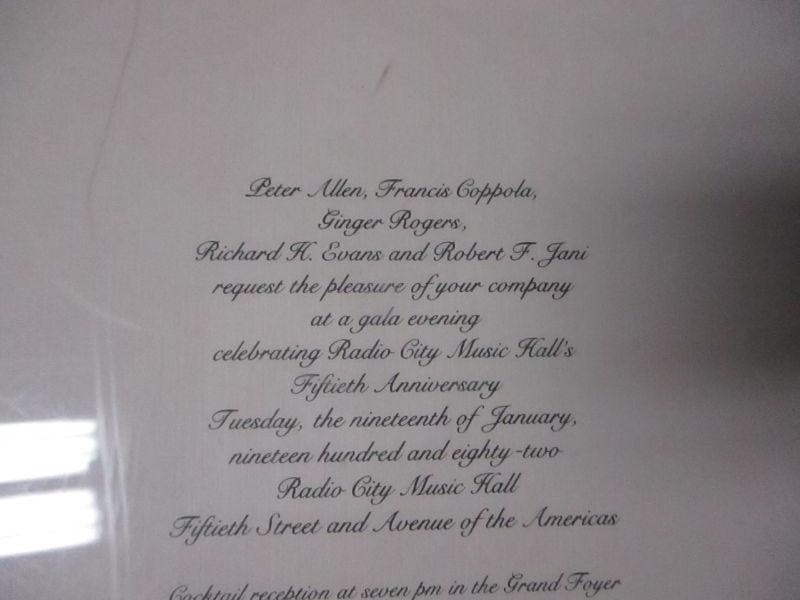 Peter Allen, Francis Coppola,
Ginger Rogers,
Richard H. Evans and Robert F. Jani
request the pleasure of your company
at a gala evening
celebrating Radio City Music Hall's
Fiftieth Anniversary
Tuesday, the nineteenth of January,
nineteen hundred and eighty-two
Radio City Music Hall
Fiftieth Street and Avenue of the Americas
Cocktail reception at seven pm in the Grand Foyer